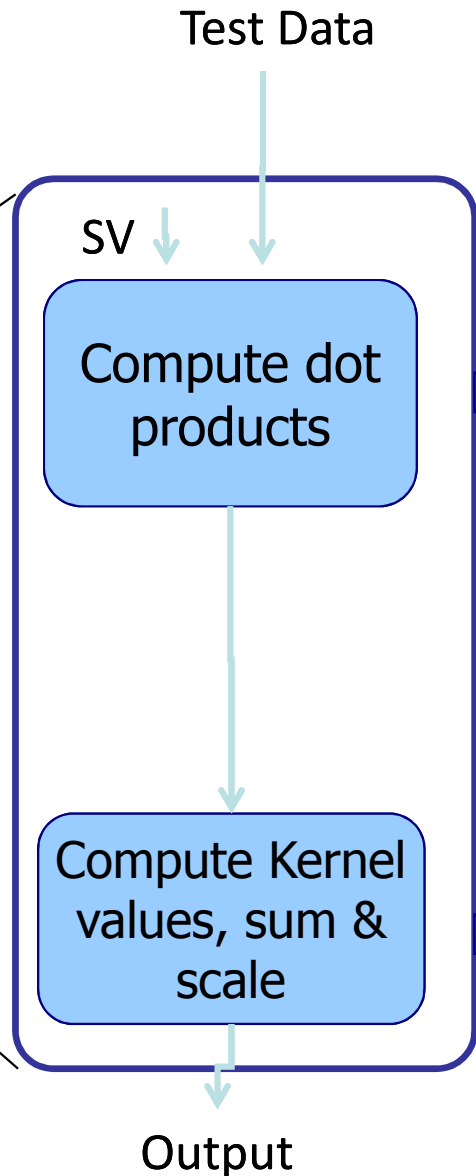 Test Data
SV
Compute dot
products
Compute Kernel
values, sum &
scale
Output